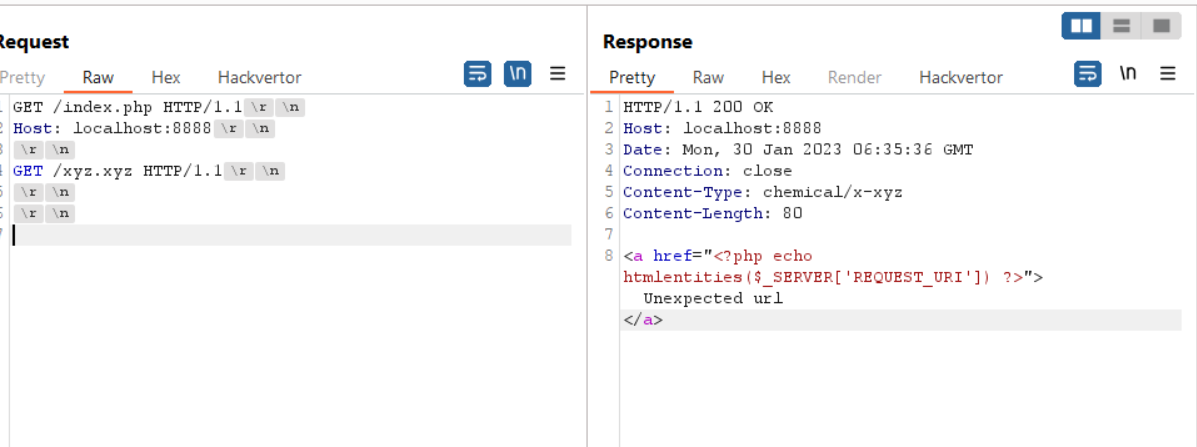 Request
Response
Pretty Raw Hex Hackvertor \n
Pretty Raw Hex Render Hackvertor \n
1 GET /index.php HTTP/1.1 \r \n
2 Host: localhost:8888 \r \n
3 \r \n
4 GET /xyz.xyz HTTP/1.1 \r \n
5 \r \n
6 \r \n
7
1 HTTP/1.1 200 OK
2 Host: localhost:8888
3 Date: Mon, 30 Jan 2023 06:35:36 GMT
4 Connection: close
5 Content-Type: chemical/x-xyz
6 Content-Length: 80
7
8 <a href="<?php echo
htmlentities($_SERVER['REQUEST_URI']) ?>">
Unexpected url
</a>